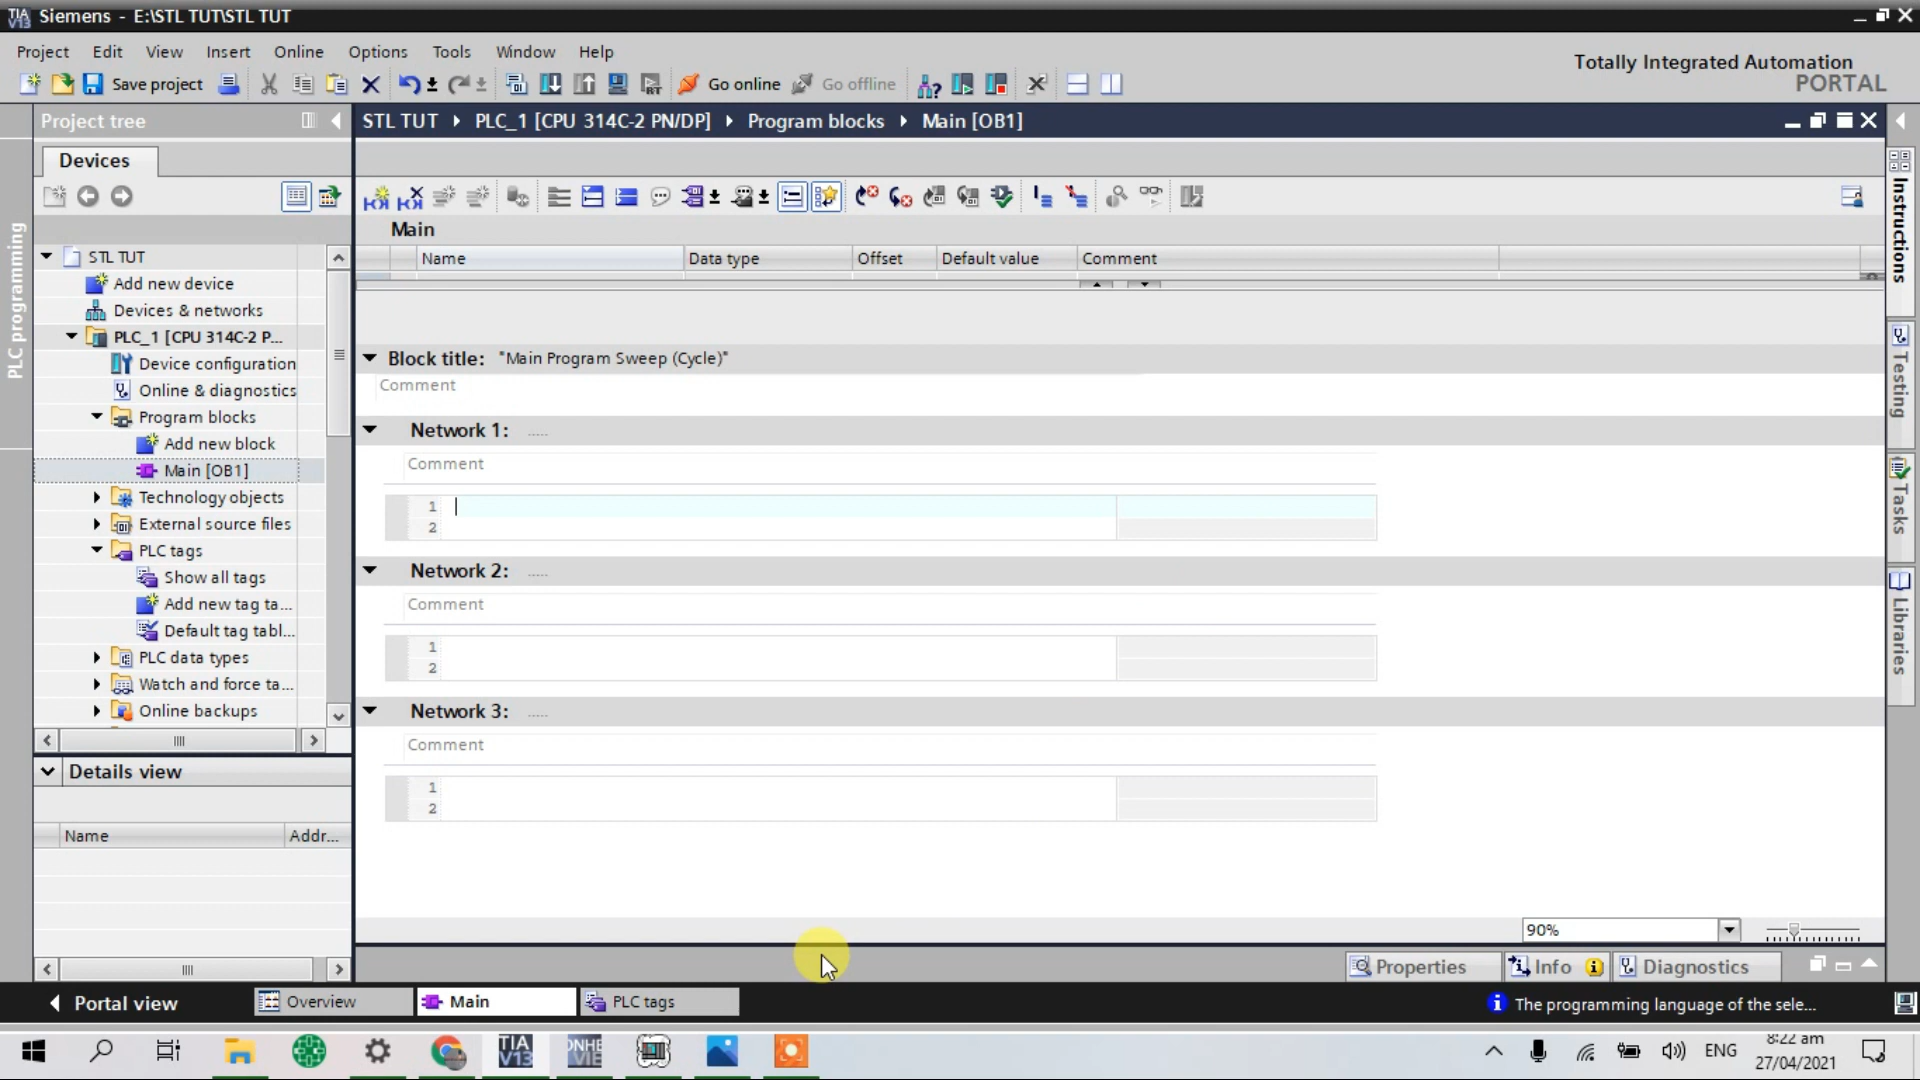 Siemens - E:\STL TUT\STL TUT
Project Edit View Insert Online Options Tools Window Help
Totally Integrated Automation
PORTAL
Save project
Go online
Go offline
Project tree
STL TUT PLC_1 [CPU 314C-2 PN/DP] Program blocks Main [OB1]
Devices
Main
Name Data type Offset Default value Comment
STL TUT
Add new device
Devices & networks
PLC_1 [CPU 314C-2 P...
Device configuration
Online & diagnostics
Program blocks
Add new block
Main [OB1]
Technology objects
External source files
PLC tags
Show all tags
Add new tag ta...
Default tag tabl...
PLC data types
Watch and force ta...
Online backups
Block title: "Main Program Sweep (Cycle)"
Comment
Network 1: .....
Comment
1
2
Network 2: .....
Comment
1
2
Network 3: .....
Comment
1
2
90%
Details view
Name Addr...
Properties Info Diagnostics
Portal view Overview Main PLC tags
The programming language of the sele...
PLC programming
Instructions
Testing
Tasks
Libraries
TIA
V13
ENG
8:22 am
27/04/2021